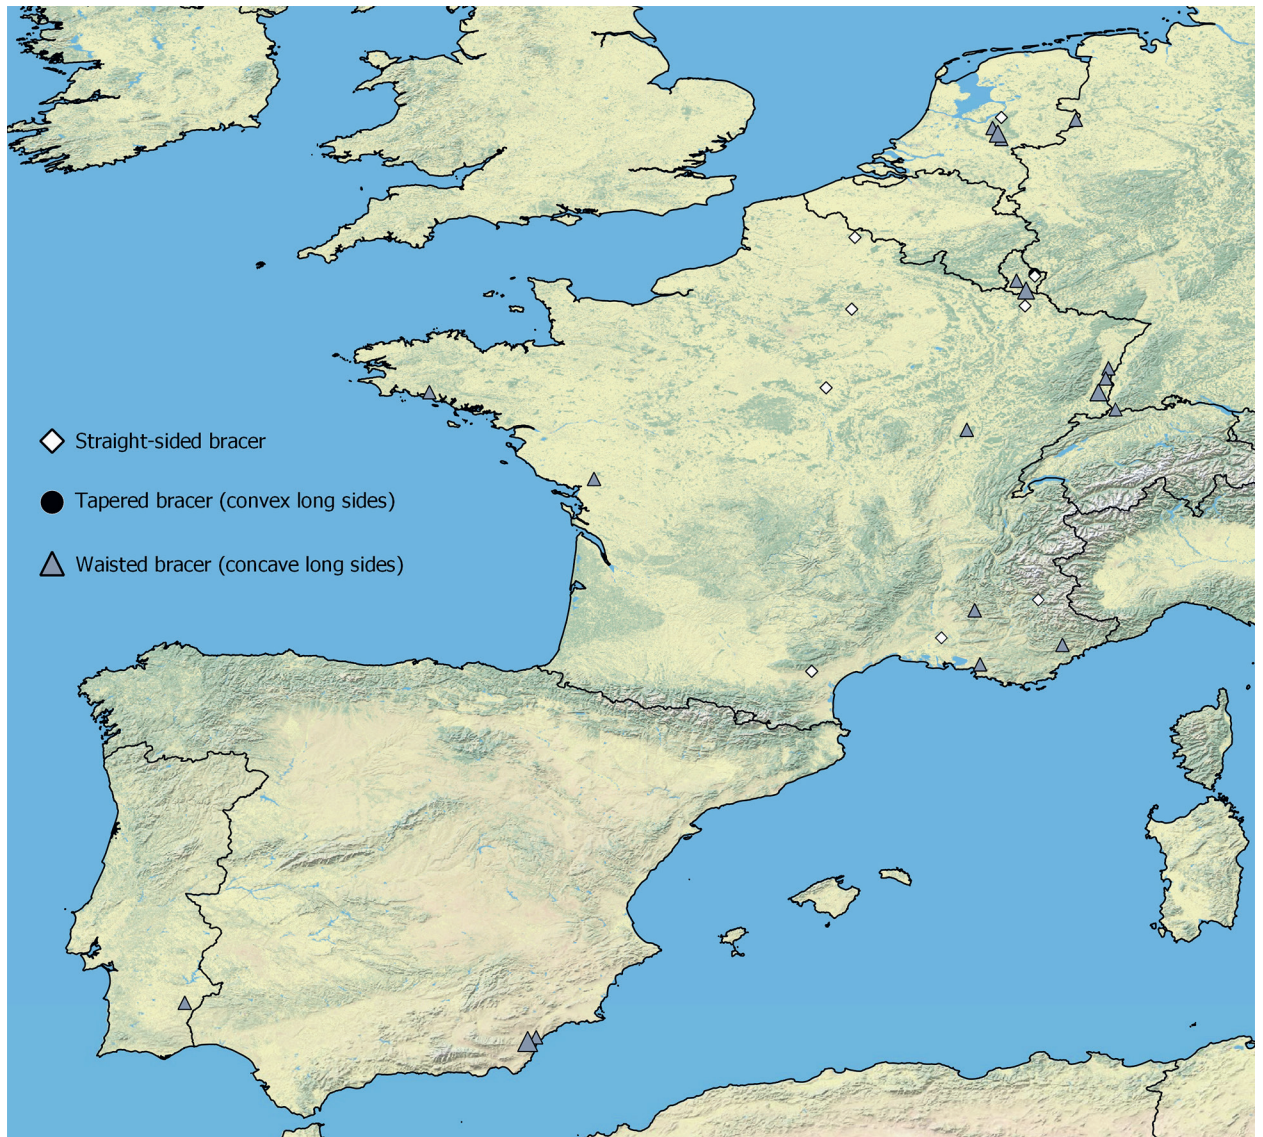 Straight-sided bracer
Tapered bracer (convex long sides)
Waisted bracer (concave long sides)